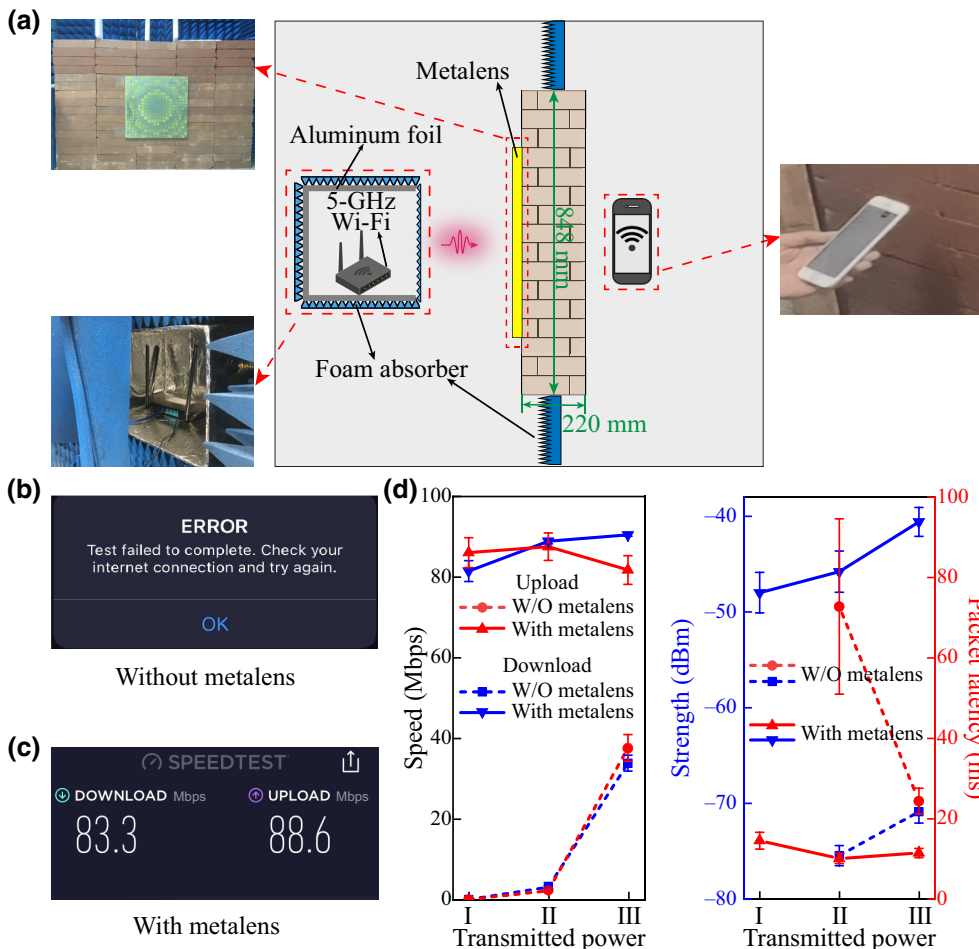 (a)
Metalens
Aluminum foil
5-GHz
Wi-Fi
848 mm
Foam absorber
220 mm
(b)
ERROR
Test failed to complete. Check your
internet connection and try again.
OK
Without metalens
(c)
SPEEDTEST
DOWNLOAD Mbps
UPLOAD Mbps
83.3
88.6
With metalens
(d)
100
80
60
40
20
0
Speed (Mbps)
Upload
W/O metalens
With metalens
Download
W/O metalens
With metalens
I
II
III
Transmitted power
–40
–50
–60
–70
–80
Strength (dBm)
W/O metalens
With metalens
100
80
60
40
20
0
Packet latency (ms)
I
II
III
Transmitted power